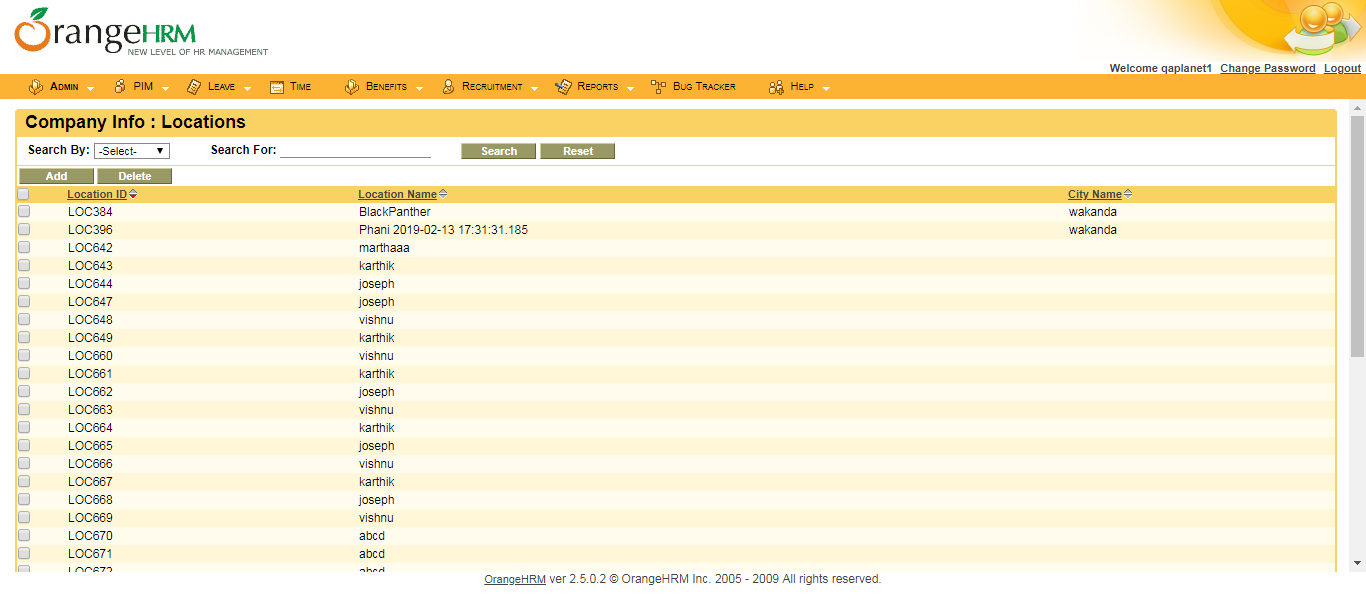 OrangeHRM
NEW LEVEL OF HR MANAGEMENT
Welcome qaplanet1 Change Password Logout
ADMIN PIM LEAVE TIME BENEFITS RECRUITMENT REPORTS BUG TRACKER HELP
Company Info : Locations
Search By: -Select- Search For: Search Reset
Add Delete
Location ID Location Name City Name
LOC384 BlackPanther wakanda
LOC396 Phani 2019-02-13 17:31:31.185 wakanda
LOC642 marthaaa
LOC643 karthik
LOC644 joseph
LOC647 joseph
LOC648 vishnu
LOC649 karthik
LOC660 vishnu
LOC661 karthik
LOC662 joseph
LOC663 vishnu
LOC664 karthik
LOC665 joseph
LOC666 vishnu
LOC667 karthik
LOC668 joseph
LOC669 vishnu
LOC670 abcd
LOC671 abcd
LOC672 abcd
OrangeHRM ver 2.5.0.2 © OrangeHRM Inc. 2005 - 2009 All rights reserved.